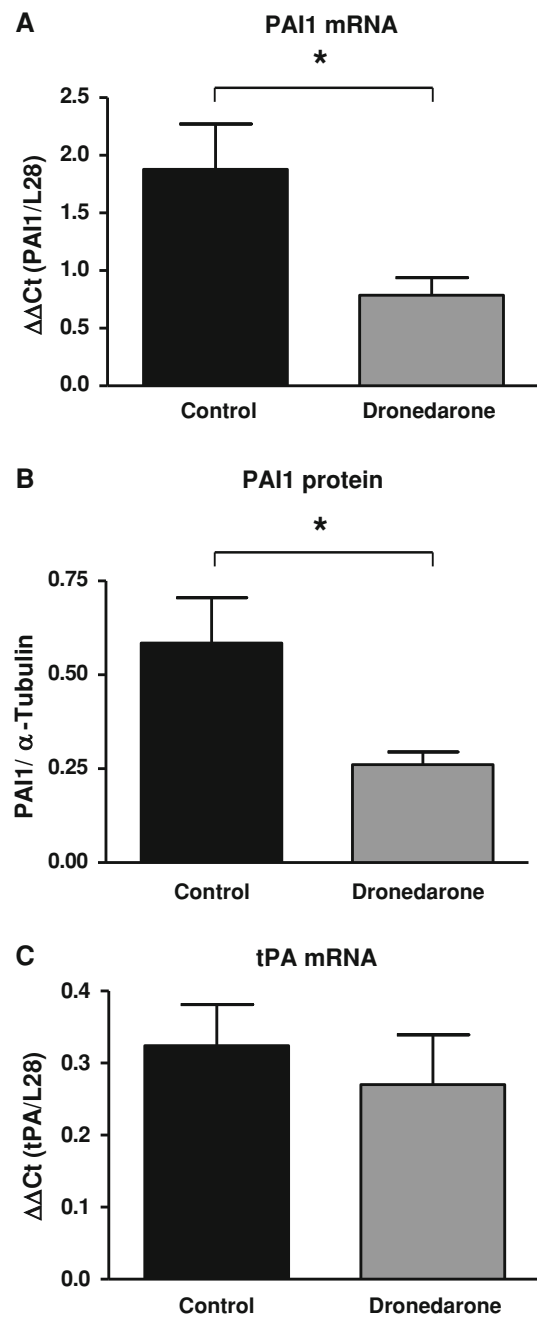 A
PAI1 mRNA
*
ΔΔCt (PAI1/L28)
2.5
2.0
1.5
1.0
0.5
0.0
Control Dronedarone
B
PAI1 protein
*
PAI1/ α-Tubulin
0.75
0.50
0.25
0.00
Control Dronedarone
C
tPA mRNA
ΔΔCt (tPA/L28)
0.4
0.3
0.2
0.1
0.0
Control Dronedarone